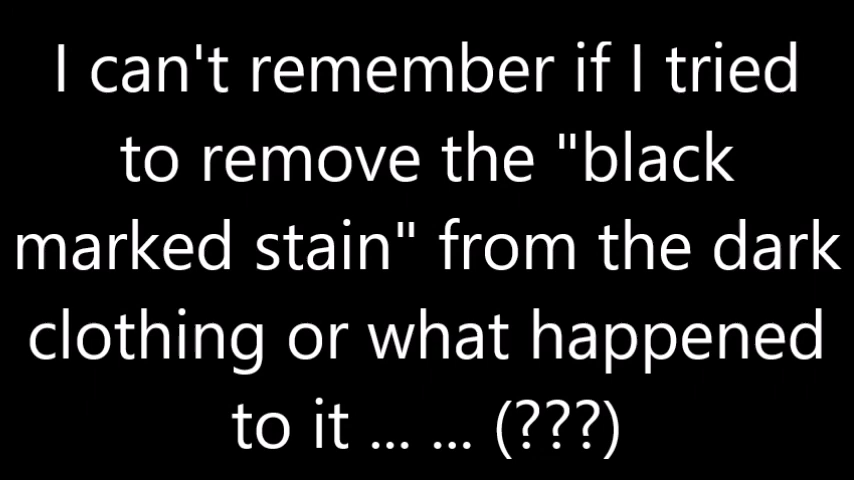 I can't remember if I tried
to remove the "black
marked stain" from the dark
clothing or what happened
to it ... ... (???)